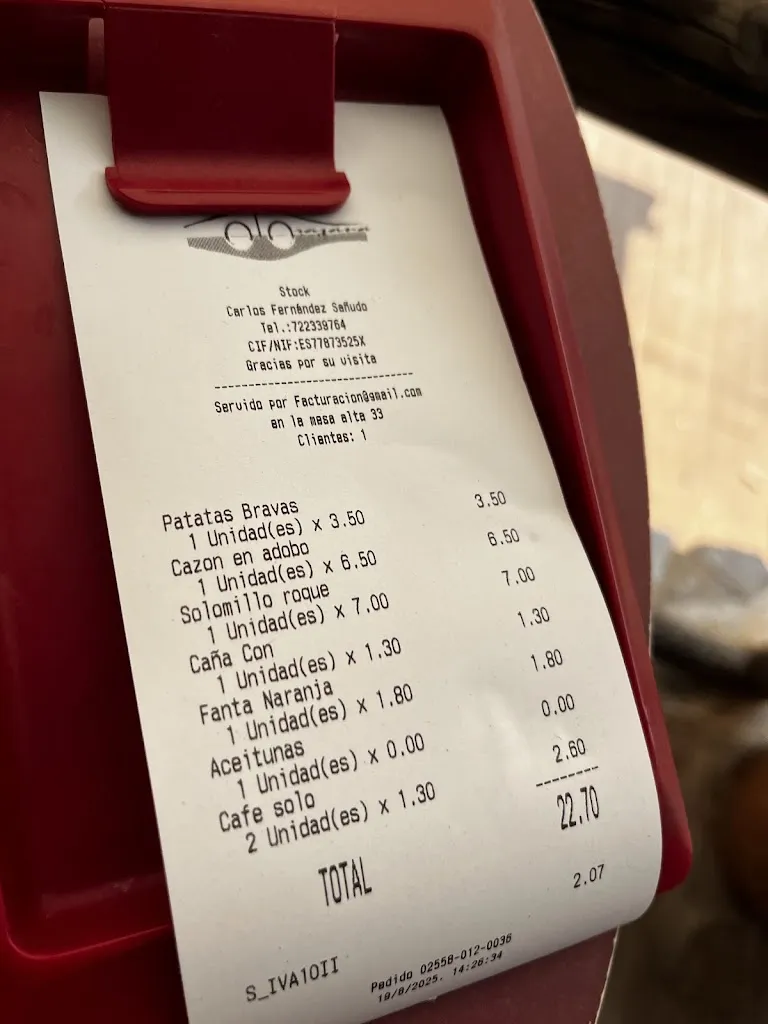 Stock
Carlos Fernández Sañudo
Tel.:722339764
CIF/NIF:ES77873525X
Gracias por su visita
Servido por Facturacion@gmail.com
en la mesa alta 33
Clientes: 1
Patatas Bravas
1 Unidad(es) x 3.50 3.50
Cazon en adobo
1 Unidad(es) x 6.50 6.50
Solomillo roque
1 Unidad(es) x 7.00 7.00
Caña Con
1 Unidad(es) x 1.30 1.30
Fanta Naranja
1 Unidad(es) x 1.80 1.80
Aceitunas
1 Unidad(es) x 0.00 0.00
Cafe solo
2 Unidad(es) x 1.30 2.60
TOTAL 22.70
S_IVA10II 2.07
Pedido 02558-012-0036
19/8/2025, 14:26:34